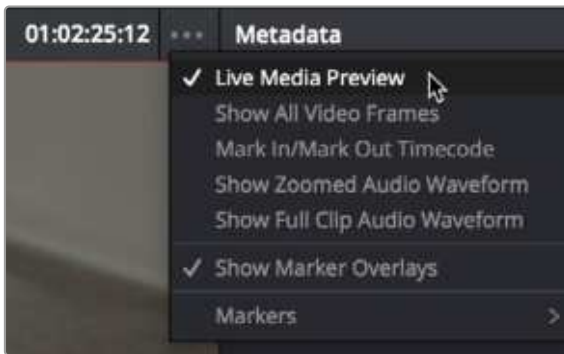 01:02:25:12 ••• Metadata
✓ Live Media Preview
Show All Video Frames
Mark In/Mark Out Timecode
Show Zoomed Audio Waveform
Show Full Clip Audio Waveform
✓ Show Marker Overlays
Markers >